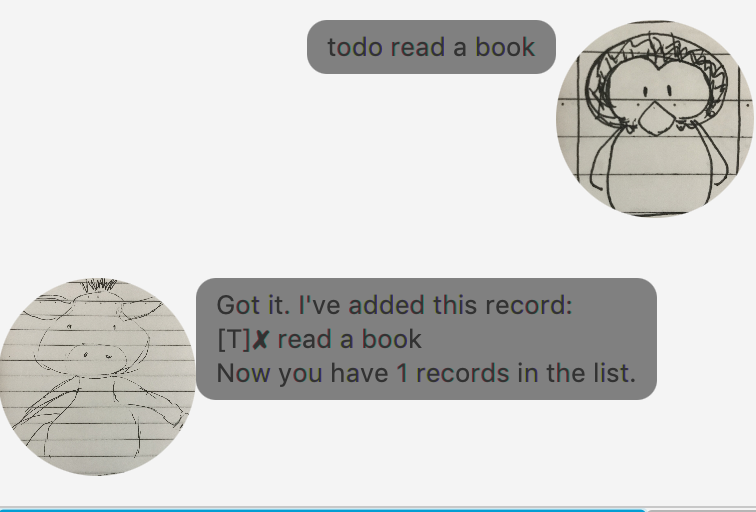 todo read a book
Got it. I've added this record:
[T]✘ read a book
Now you have 1 records in the list.